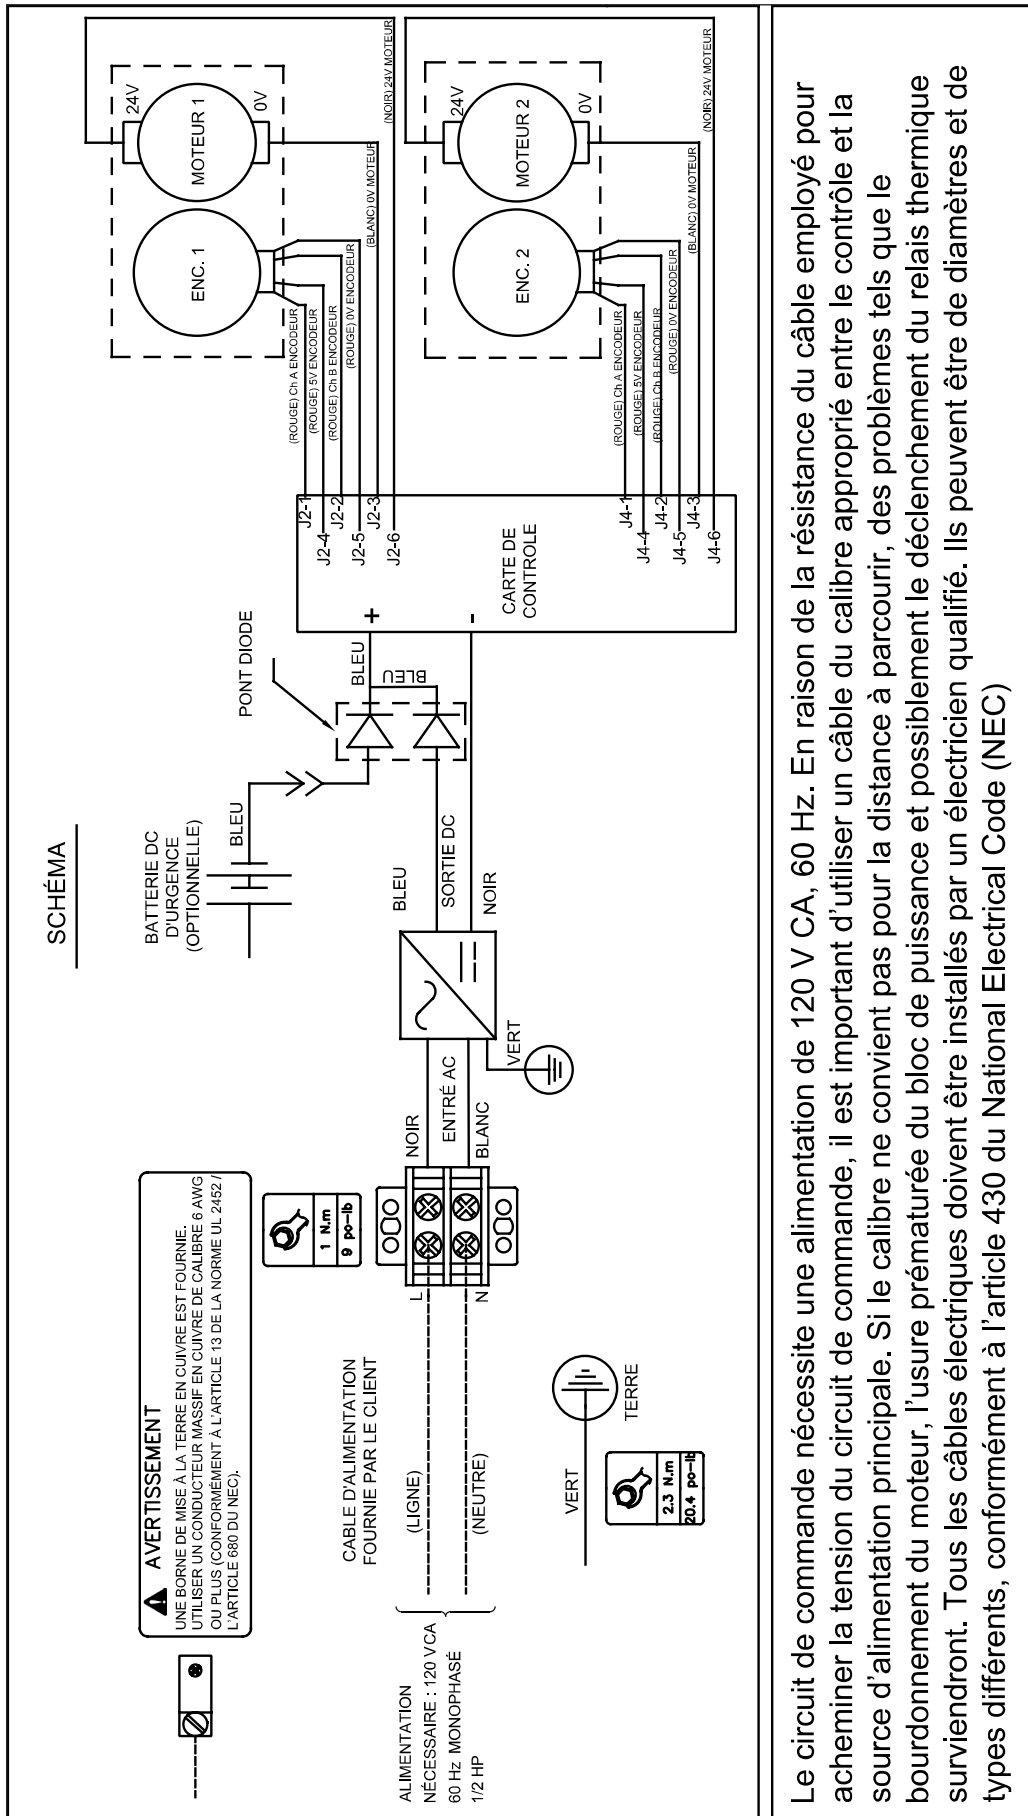 SCHÉMA
AVERTISSEMENT
UNE BORNE DE MISE À LA TERRE EN CUIVRE EST FOURNIE.
UTILISER UN CONDUCTEUR MASSIF EN CUIVRE DE CALIBRE 6 AWG
OU PLUS (CONFORMÉMENT À L'ARTICLE 13 DE LA NORME UL 2452 /
L'ARTICLE 680 DU NEC).
1 N.m
9 po-lb
ALIMENTATION
NÉCESSAIRE : 120 VCA
60 Hz MONOPHASÉ
1/2 HP
CABLE D'ALIMENTATION
FOURNIE PAR LE CLIENT
(LIGNE)
(NEUTRE)
L
N
VERT
TERRE
2.3 N.m
20.4 po-lb
NOIR
ENTRÉ AC
BLANC
VERT
BATTERIE DC
D'URGENCE
(OPTIONNELLE)
BLEU
BLEU
SORTIE DC
NOIR
PONT DIODE
BLEU
BLEU
+
-
CARTE DE
CONTROLE
J2-1
J2-4
J2-2
J2-5
J2-3
J2-6
J4-1
J4-4
J4-2
J4-5
J4-3
J4-6
(ROUGE) Ch A ENCODEUR
(ROUGE) 5V ENCODEUR
(ROUGE) Ch B ENCODEUR
(ROUGE) 0V ENCODEUR
(BLANC) 0V MOTEUR
(NOIR) 24V MOTEUR
ENC. 1
MOTEUR 1
24V
0V
(ROUGE) Ch A ENCODEUR
(ROUGE) 5V ENCODEUR
(ROUGE) Ch B ENCODEUR
(ROUGE) 0V ENCODEUR
(BLANC) 0V MOTEUR
(NOIR) 24V MOTEUR
ENC. 2
MOTEUR 2
24V
0V
Le circuit de commande nécessite une alimentation de 120 V CA, 60 Hz. En raison de la résistance du câble employé pour
acheminer la tension du circuit de commande, il est important d'utiliser un câble du calibre approprié entre le contrôle et la
source d'alimentation principale. Si le calibre ne convient pas pour la distance à parcourir, des problèmes tels que le
bourdonnement du moteur, l'usure prématurée du bloc de puissance et possiblement le déclenchement du relais thermique
surviendront. Tous les câbles électriques doivent être installés par un électricien qualifié. Ils peuvent être de diamètres et de
types différents, conformément à l'article 430 du National Electrical Code (NEC)